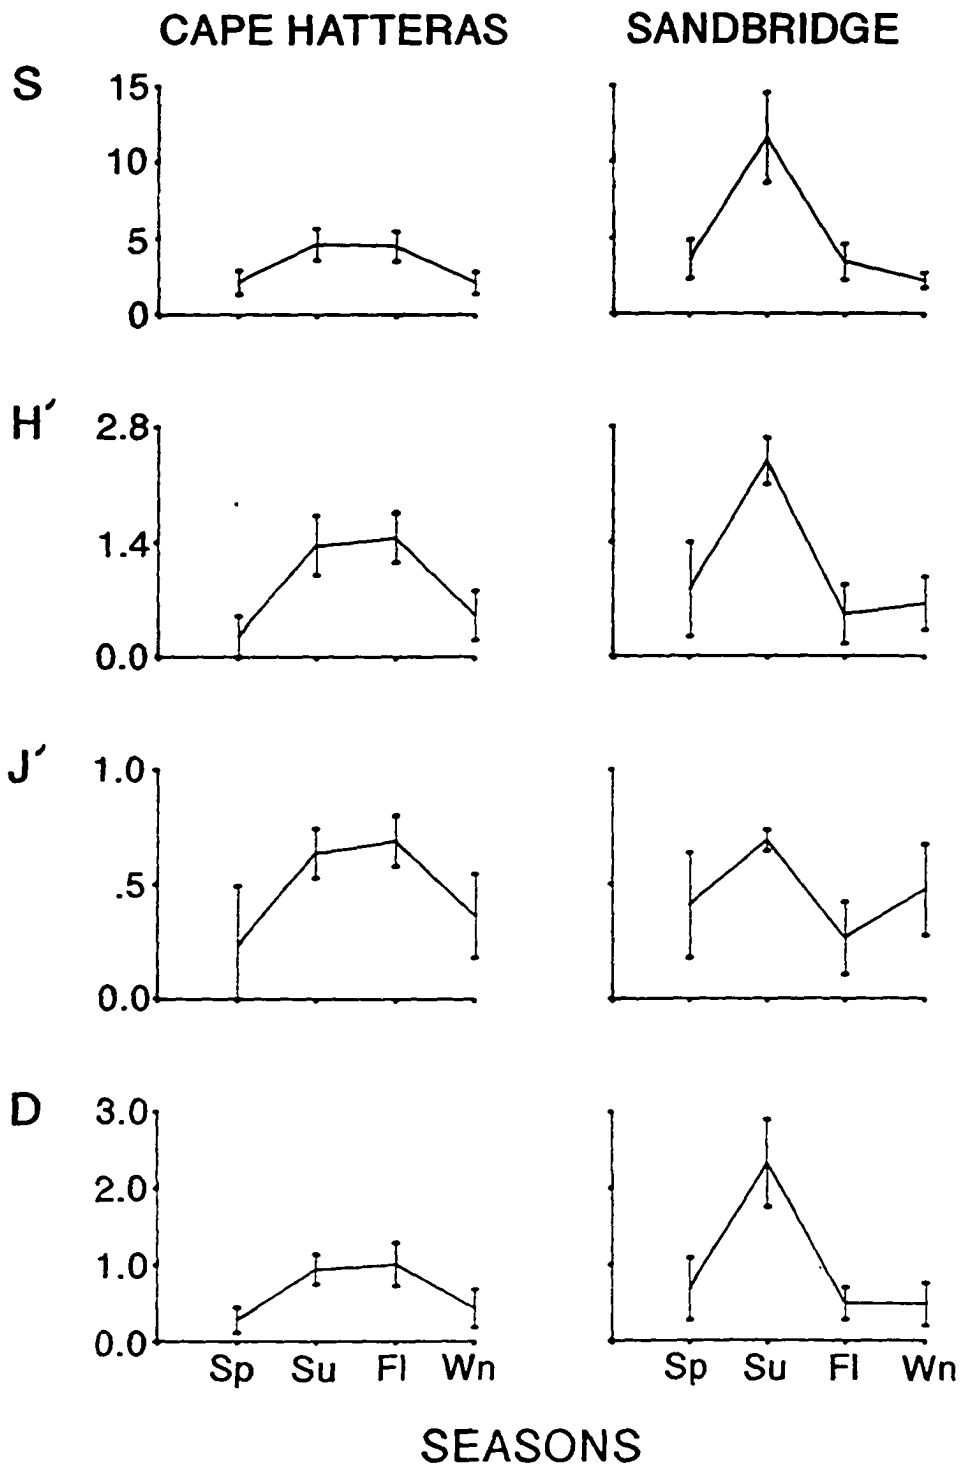 CAPE HATTERAS SANDBRIDGE
S
15
10
5
0
H′
2.8
1.4
0.0
J′
1.0
.5
0.0
D
3.0
2.0
1.0
0.0
Sp Su Fl Wn Sp Su Fl Wn
SEASONS